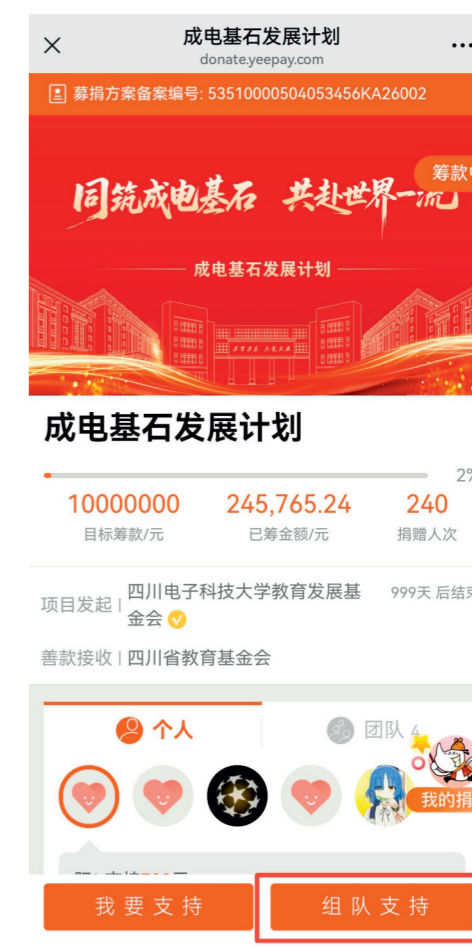 成电基石发展计划
donate.yeepay.com
募捐方案备案编号: 53510000504053456KA26002
筹款
同筑成电基石 共赴世界一流
成电基石发展计划
成电基石发展计划
2%
10000000 245,765.24 240
目标筹款/元 已筹金额/元 捐赠人次
项目发起 四川电子科技大学教育发展基金会 999天 后结束
善款接收 四川省教育基金会
个人 团队 4
我的捐
我要支持 组队支持